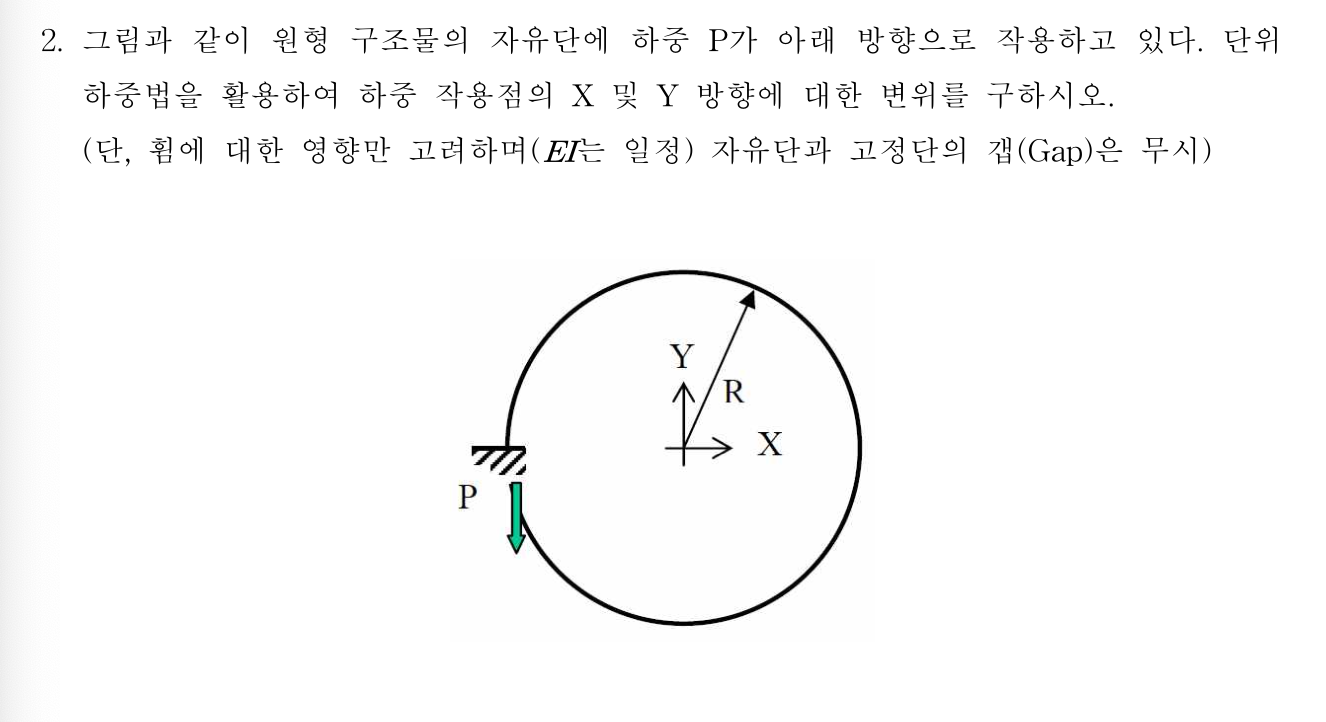 2. 그림과 같이 원형 구조물의 자유단에 하중 P가 아래 방향으로 작용하고 있다. 단위
하중법을 활용하여 하중 작용점의 X 및 Y 방향에 대한 변위를 구하시오.
(단, 휨에 대한 영향만 고려하며(EI는 일정) 자유단과 고정단의 갭(Gap)은 무시)
Y
R
X
P